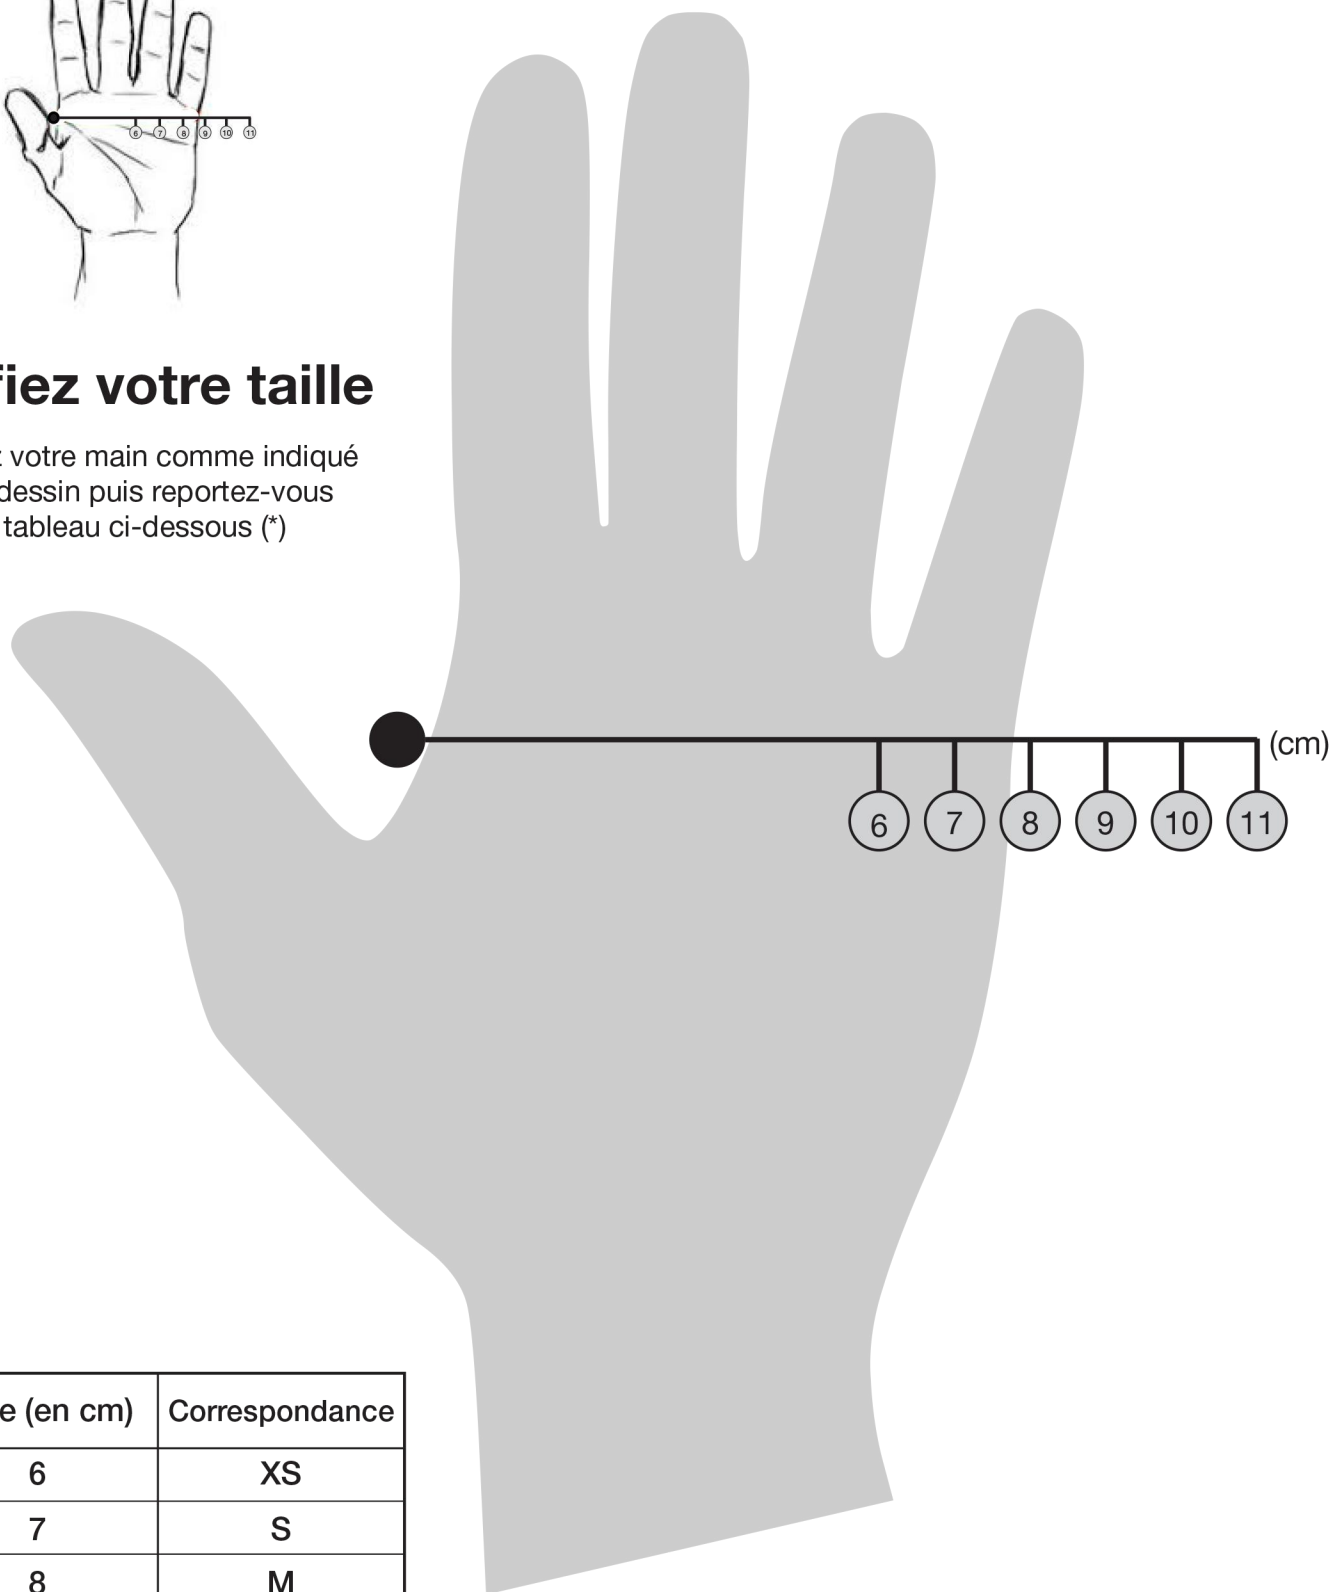 6 7 8 9 10 11
fiez votre taille
votre main comme indiqué
dessin puis reportez-vous
tableau ci-dessous (*)
(cm)
6 7 8 9 10 11
e (en cm) Correspondance
6 XS
7 S
8 M